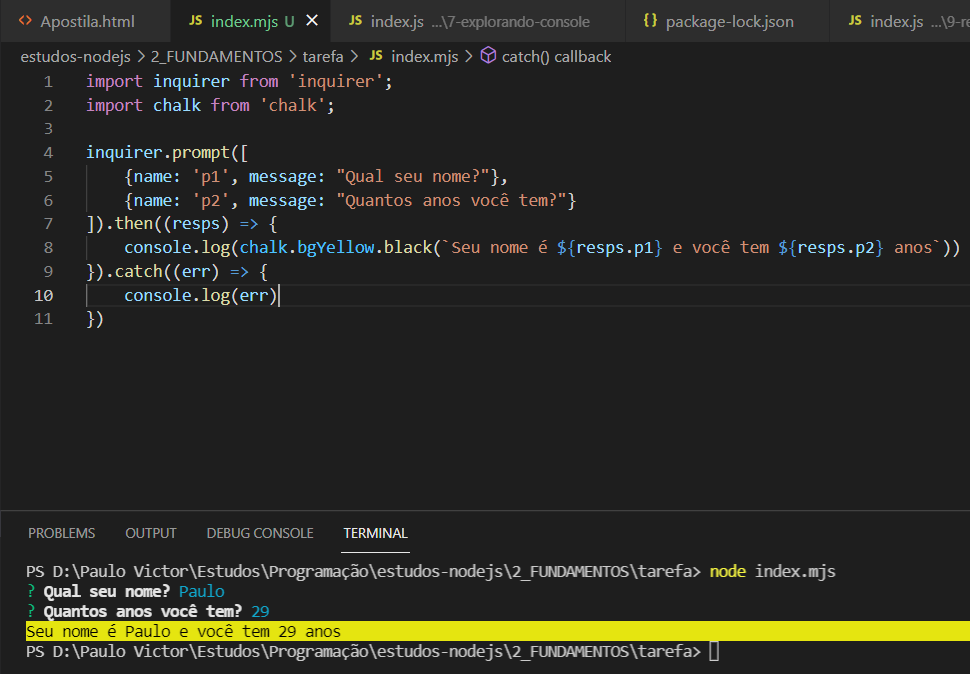 <> Apostila.html JS index.mjs U X JS index.js ...\7-explorando-console {} package-lock.json JS index.js ...\9-re
estudos-nodejs > 2_FUNDAMENTOS > tarefa > JS index.mjs > catch() callback
1 import inquirer from 'inquirer';
2 import chalk from 'chalk';
3
4 inquirer.prompt([
5 {name: 'p1', message: "Qual seu nome?"},
6 {name: 'p2', message: "Quantos anos você tem?"}
7 ]).then((resps) => {
8 console.log(chalk.bgYellow.black(`Seu nome é ${resps.p1} e você tem ${resps.p2} anos`))
9 }).catch((err) => {
10 console.log(err)
11 })
PROBLEMS OUTPUT DEBUG CONSOLE TERMINAL
PS D:\Paulo Victor\Estudos\Programação\estudos-nodejs\2_FUNDAMENTOS\tarefa> node index.mjs
? Qual seu nome? Paulo
? Quantos anos você tem? 29
Seu nome é Paulo e você tem 29 anos
PS D:\Paulo Victor\Estudos\Programação\estudos-nodejs\2_FUNDAMENTOS\tarefa>